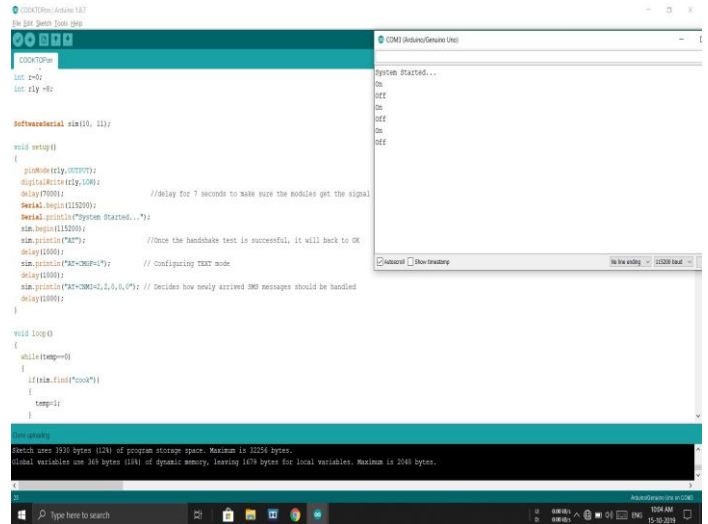 COOKTOPerr | Arduino 1.8.7
File Edit Sketch Tools Help
COOKTOPerr
int r=0;
int rly =8;
SoftwareSerial sim(10, 11);
void setup()
{
pinMode(rly,OUTPUT);
digitalWrite(rly,LOW);
delay(7000); //delay for 7 seconds to make sure the modules get the signal
Serial.begin(115200);
Serial.println("System Started...");
sim.begin(115200);
sim.println("AT"); //Once the handshake test is successful, it will back to OK
delay(1000);
sim.println("AT+CMGF=1"); // Configuring TEXT mode
delay(1000);
sim.println("AT+CNMI=2,2,0,0,0"); // Decides how newly arrived SMS messages should be handled
delay(1000);
}
void loop()
{
while(temp==0)
{
if(sim.find("cook"))
{
temp=1;
}
COM3 (Arduino/Genuino Uno)
System Started...
On
Off
On
Off
On
Off
Autoscroll Show timestamp No line ending 115200 baud
Done uploading.
Sketch uses 3930 bytes (12%) of program storage space. Maximum is 32256 bytes.
Global variables use 369 bytes (18%) of dynamic memory, leaving 1679 bytes for local variables. Maximum is 2048 bytes.
Arduino/Genuino Uno on COM3
Type here to search
U: 0.00 kB/s
D: 0.00 kB/s
ENG
10:04 AM
15-10-2019